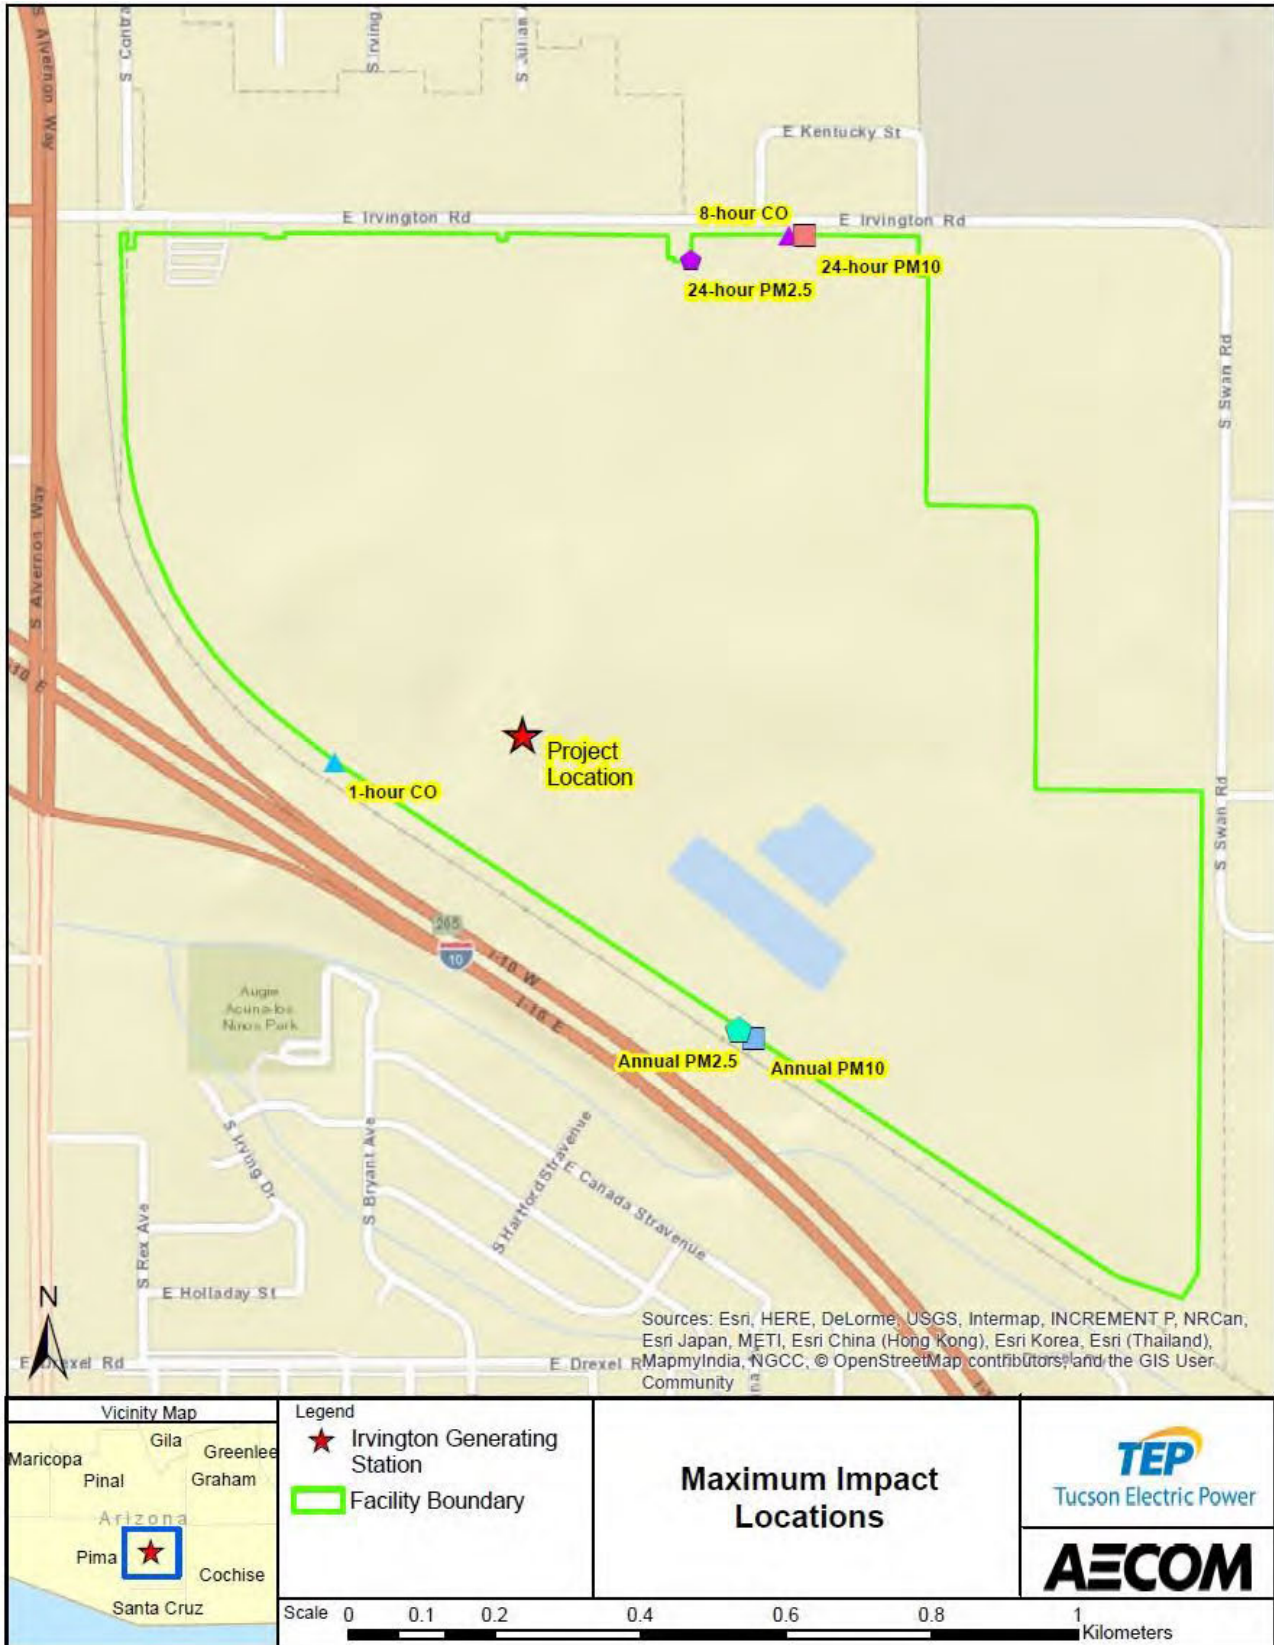 S Alvernon Way
S Contra
S Irving
S Julian A
E Kentucky St
E Irvington Rd
8-hour CO
E Irvington Rd
24-hour PM10
24-hour PM2.5
S Swan Rd
S Alvernon Way
10 E
Project
Location
1-hour CO
S Swan Rd
265
10
I-10 W
I-10 E
Augie
Acuna-los
Ninos Park
Annual PM2.5
Annual PM10
S Irving Dr
S Bryant Ave
S Hartford Stravenue
E Canada Stravenue
S Rex Ave
E Holladay St
N
Sources: Esri, HERE, DeLorme, USGS, Intermap, INCREMENT P, NRCan,
Esri Japan, METI, Esri China (Hong Kong), Esri Korea, Esri (Thailand),
MapmyIndia, NGCC, © OpenStreetMap contributors, and the GIS User
Community
E Drexel Rd
E Drexel R
Vicinity Map
Maricopa
Gila
Greenlee
Pinal
Graham
Arizona
Pima
Cochise
Santa Cruz
Legend
Irvington Generating
Station
Facility Boundary
Maximum Impact
Locations
TEP
Tucson Electric Power
AECOM
Scale 0 0.1 0.2 0.4 0.6 0.8 1
Kilometers